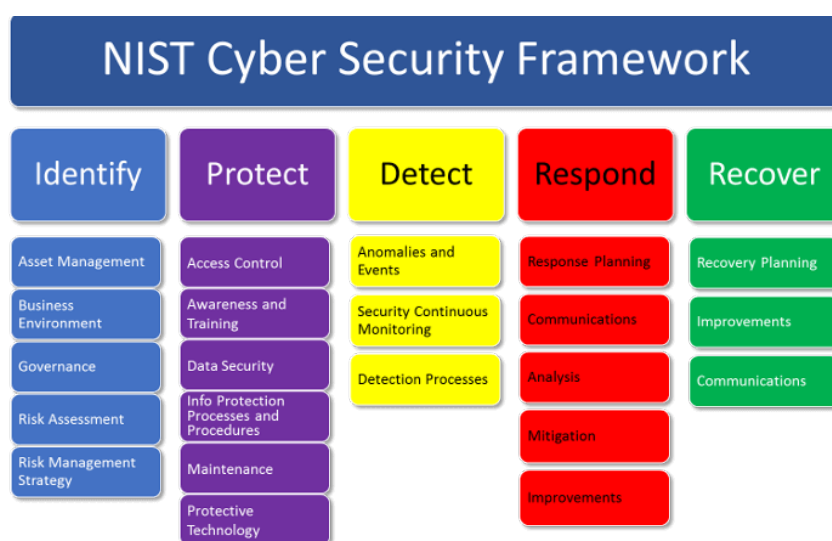 NIST Cyber Security Framework
Identify
Asset Management
Business
Environment
Governance
Risk Assessment
Risk Management
Strategy
Protect
Access Control
Awareness and
Training
Data Security
Info Protection
Processes and
Procedures
Maintenance
Protective
Technology
Detect
Anomalies and
Events
Security Continuous
Monitoring
Detection Processes
Respond
Response Planning
Communications
Analysis
Mitigation
Improvements
Recover
Recovery Planning
Improvements
Communications